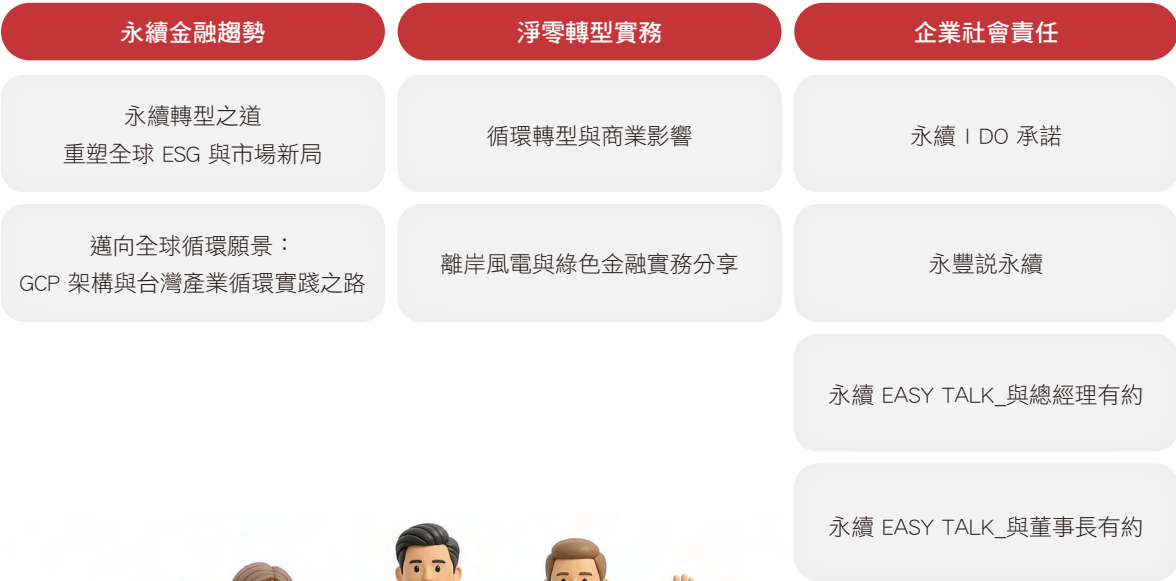 永續金融趨勢
永續轉型之道
重塑全球 ESG 與市場新局
邁向全球循環願景：
GCP 架構與台灣產業循環實踐之路
淨零轉型實務
循環轉型與商業影響
離岸風電與綠色金融實務分享
企業社會責任
永續 I DO 承諾
永豐説永續
永續 EASY TALK_與總經理有約
永續 EASY TALK_與董事長有約